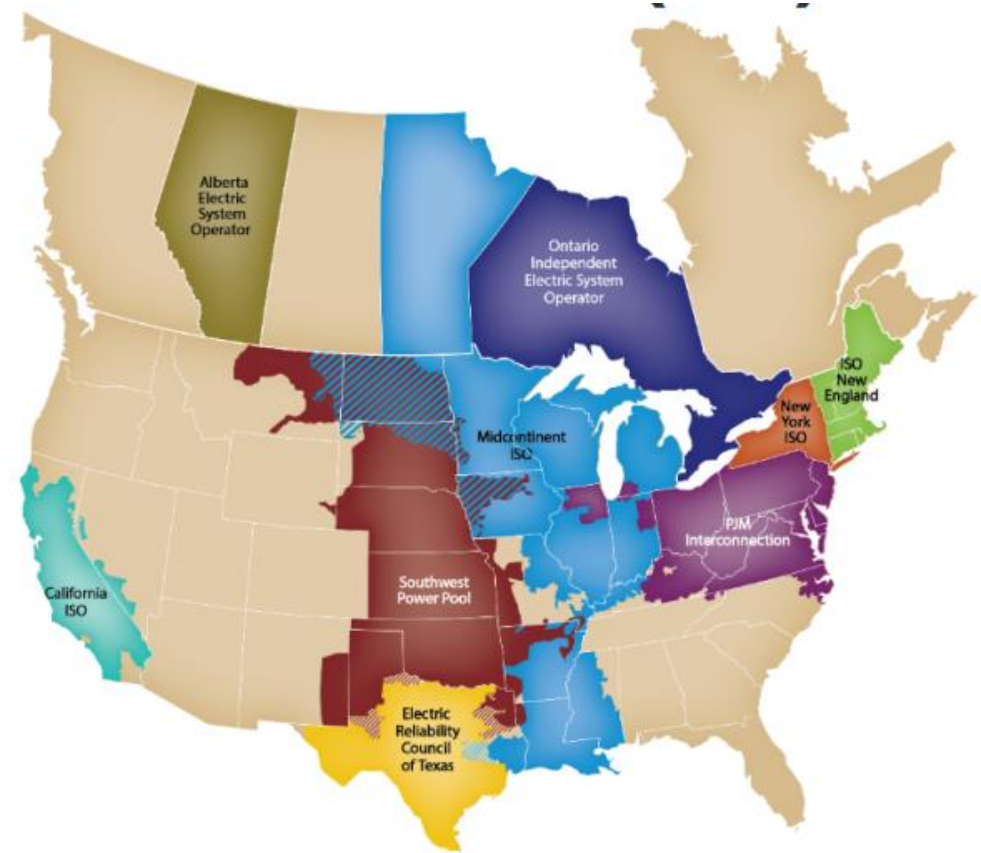 Alberta
Electric
System
Operator
Ontario
Independent
Electric System
Operator
ISO
New
England
New
York
ISO
Midcontinent
ISO
PJM
Interconnection
California
ISO
Southwest
Power Pool
Electric
Reliability
Council
of Texas